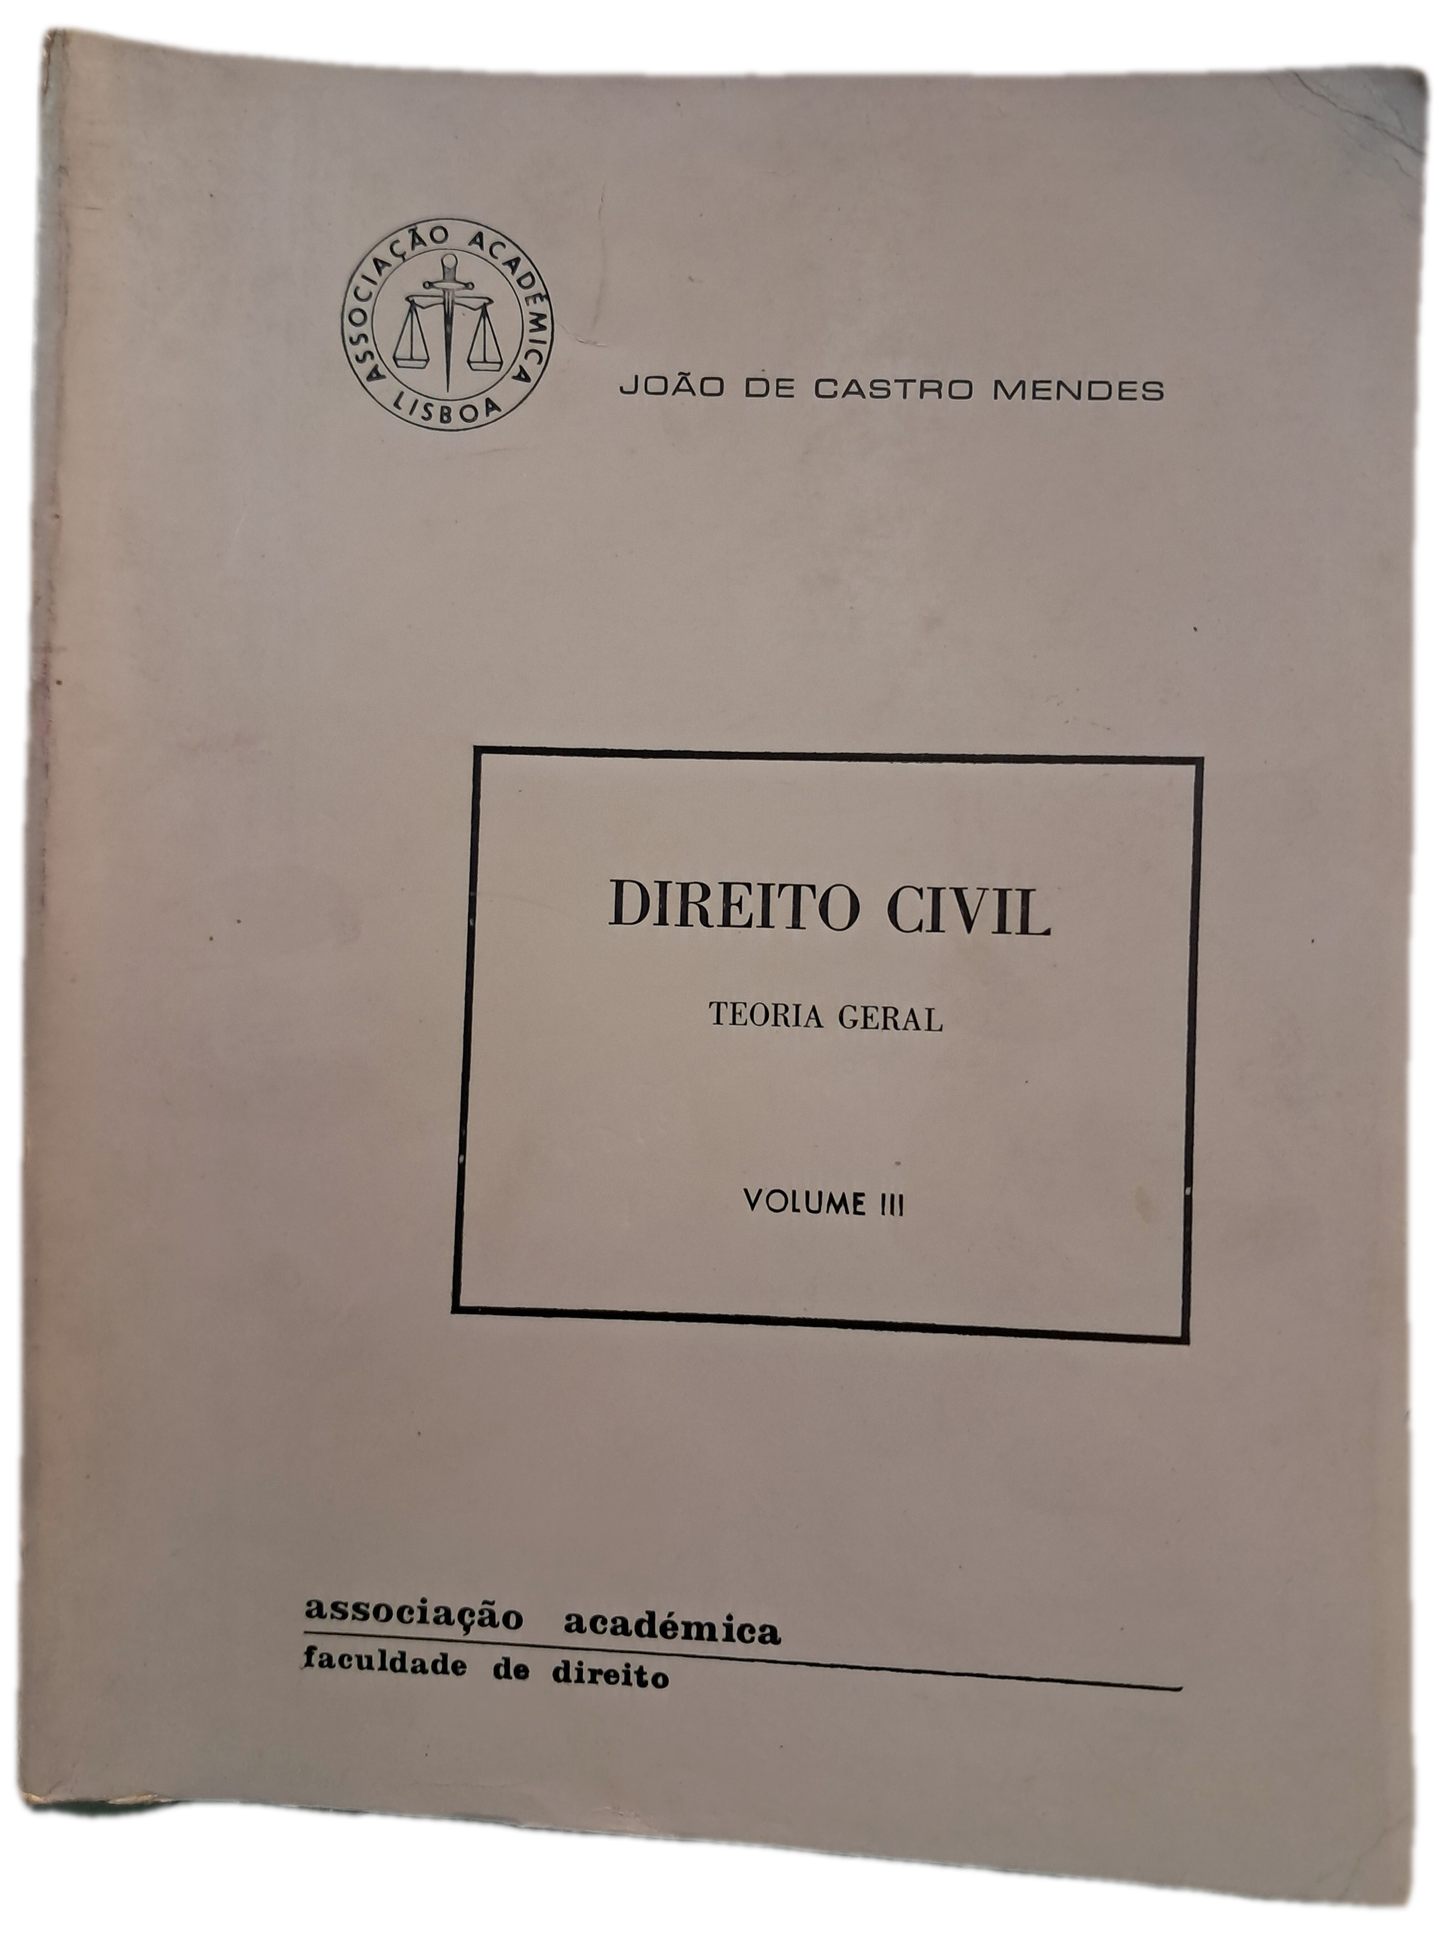 ASSOCIAÇÃO ACADÉMICA
LISBOA
JOÃO DE CASTRO MENDES
DIREITO CIVIL
TEORIA GERAL
VOLUME III
associação académica
faculdade de direito